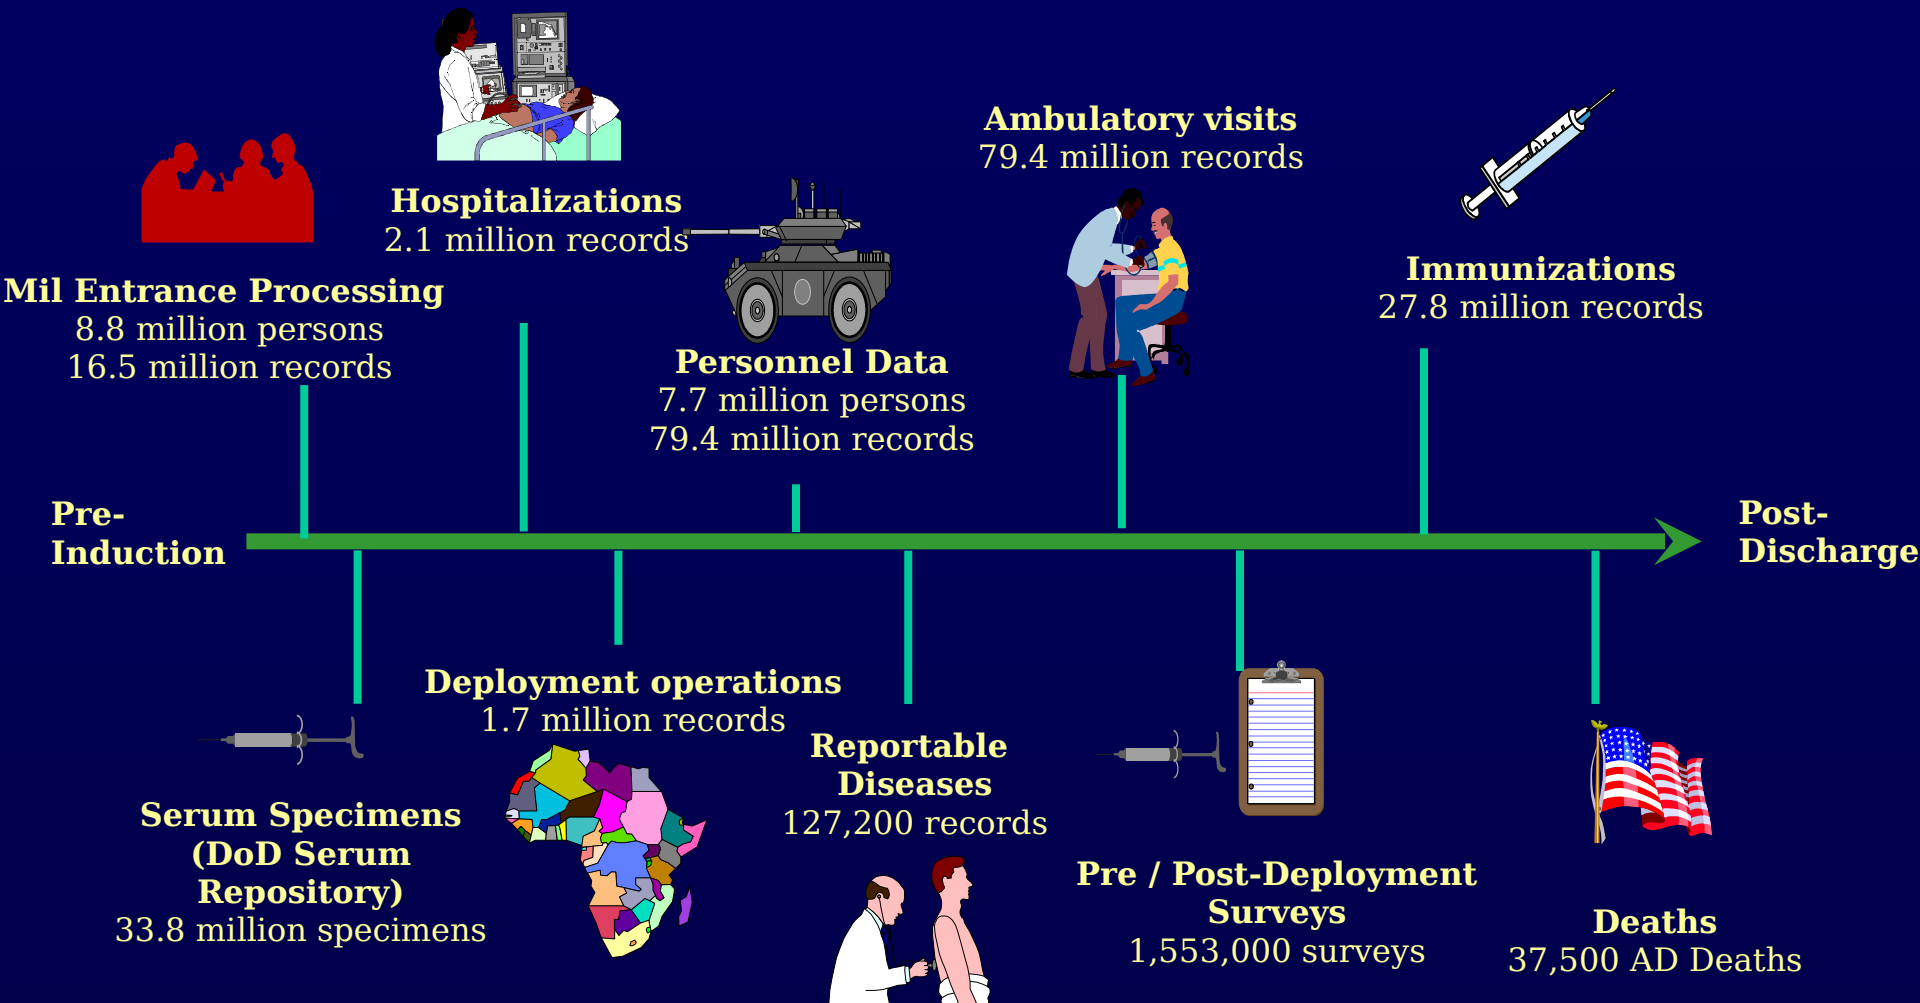 Ambulatory visits
79.4 million records
Hospitalizations
2.1 million records
Mil Entrance Processing
8.8 million persons
16.5 million records
Personnel Data
7.7 million persons
79.4 million records
Immunizations
27.8 million records
Pre-
Induction
Post-
Discharge
Deployment operations
1.7 million records
Serum Specimens
(DoD Serum
Repository)
33.8 million specimens
Reportable
Diseases
127,200 records
Pre / Post-Deployment
Surveys
1,553,000 surveys
Deaths
37,500 AD Deaths